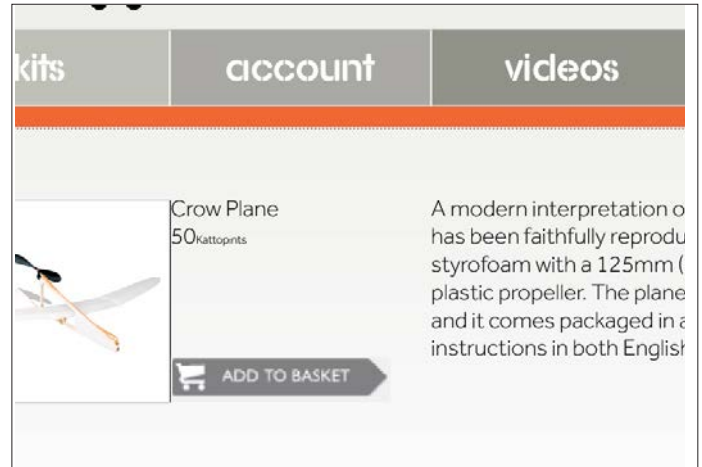 kits account videos
Crow Plane
50Kattopints
ADD TO BASKET
A modern interpretation o
has been faithfully reprodu
styrofoam with a 125mm (
plastic propeller. The plane
and it comes packaged in a
instructions in both English